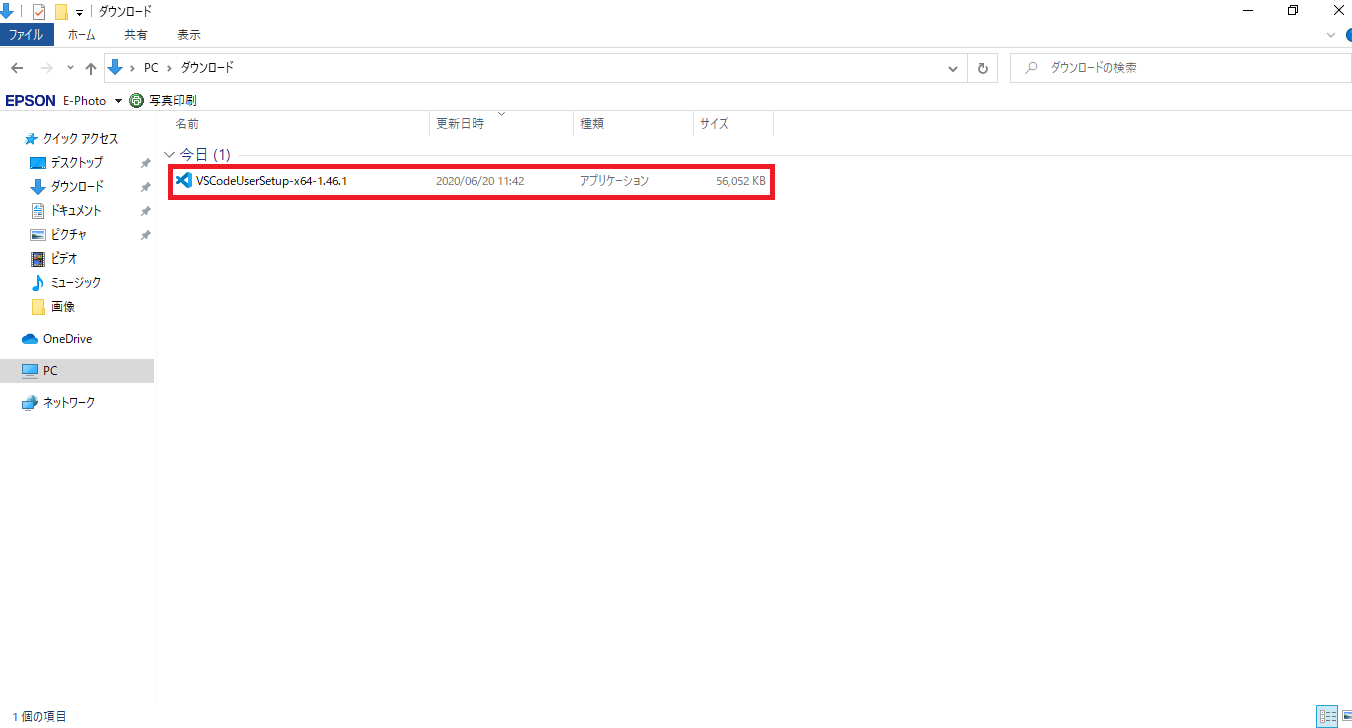 ダウンロード
ファイル ホーム 共有 表示
PC ダウンロード ダウンロードの検索
EPSON E-Photo 写真印刷
名前 更新日時 種類 サイズ
クイック アクセス
今日 (1)
デスクトップ
VSCodeUserSetup-x64-1.46.1 2020/06/20 11:42 アプリケーション 56,052 KB
ダウンロード
ドキュメント
ピクチャ
ビデオ
ミュージック
画像
OneDrive
PC
ネットワーク
1 個の項目